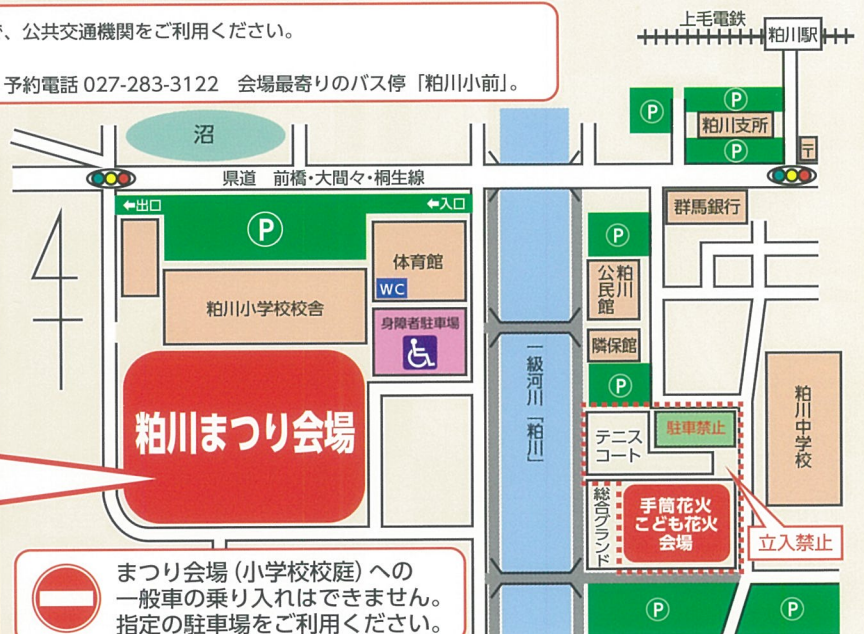 、公共交通機関をご利用ください。
予約電話 027-283-3122　会場最寄りのバス停「粕川小前」。
上毛電鉄
粕川駅
P
P
粕川支所
P
〒
沼
県道　前橋・大間々・桐生線
←出口
←入口
P
群馬銀行
体育館
WC
P
粕川公民館
粕川小学校校舎
身障者駐車場
隣保館
P
一級河川「粕川」
粕川まつり会場
粕川中学校
駐車禁止
テニス
コート
総合グランド
手筒花火
こども花火
会場
立入禁止
まつり会場（小学校校庭）への
一般車の乗り入れはできません。
指定の駐車場をご利用ください。
P
P